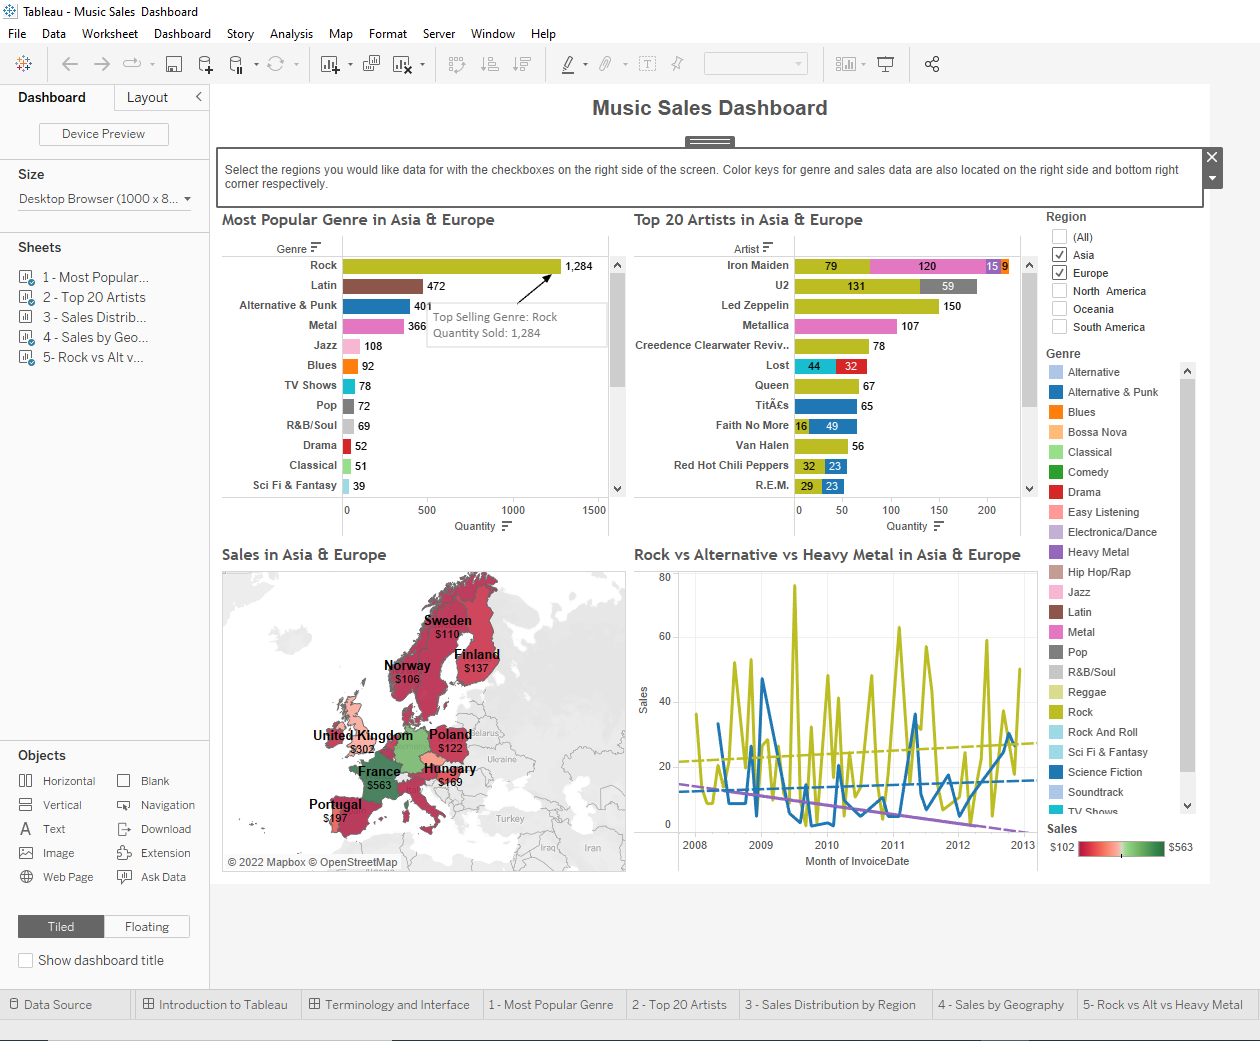 Tableau - Music Sales Dashboard
File Data Worksheet Dashboard Story Analysis Map Format Server Window Help
Dashboard Layout
Device Preview
Size
Desktop Browser (1000 x 8...
Sheets
1 - Most Popular...
2 - Top 20 Artists
3 - Sales Distrib...
4 - Sales by Geo...
5- Rock vs Alt v...
Objects
Horizontal Blank
Vertical Navigation
Text Download
Image Extension
Web Page Ask Data
Tiled Floating
Show dashboard title
Music Sales Dashboard
Select the regions you would like data for with the checkboxes on the right side of the screen. Color keys for genre and sales data are also located on the right side and bottom right
corner respectively.
Most Popular Genre in Asia & Europe
Genre
Rock 1,284
Latin 472
Alternative & Punk 401
Metal 366
Jazz 108
Blues 92
TV Shows 78
Pop 72
R&B/Soul 69
Drama 52
Classical 51
Sci Fi & Fantasy 39
Top Selling Genre: Rock
Quantity Sold: 1,284
0 500 1000 1500
Quantity
Top 20 Artists in Asia & Europe
Artist
Iron Maiden 79 120 15 9
U2 131 59
Led Zeppelin 150
Metallica 107
Creedence Clearwater Reviv.. 78
Lost 44 32
Queen 67
TitÃ£s 65
Faith No More 16 49
Van Halen 56
Red Hot Chili Peppers 32 23
R.E.M. 29 23
0 50 100 150 200
Quantity
Region
(All)
Asia
Europe
North America
Oceania
South America
Genre
Alternative
Alternative & Punk
Blues
Bossa Nova
Classical
Comedy
Drama
Easy Listening
Electronica/Dance
Heavy Metal
Hip Hop/Rap
Jazz
Latin
Metal
Pop
R&B/Soul
Reggae
Rock
Rock And Roll
Sci Fi & Fantasy
Science Fiction
Soundtrack
TV Shows
Sales
$102 $563
Sales in Asia & Europe
Sweden
$110
Finland
$137
Norway
$106
United Kingdom
$302
Poland
$122
Belarus
Ukraine
France
$563
Hungary
$169
Portugal
$197
Turkey
Iraq
Iran
© 2022 Mapbox © OpenStreetMap
Rock vs Alternative vs Heavy Metal in Asia & Europe
80
60
40
20
0
Sales
2008 2009 2010 2011 2012 2013
Month of InvoiceDate
Data Source Introduction to Tableau Terminology and Interface 1 - Most Popular Genre 2 - Top 20 Artists 3 - Sales Distribution by Region 4 - Sales by Geography 5- Rock vs Alt vs Heavy Metal